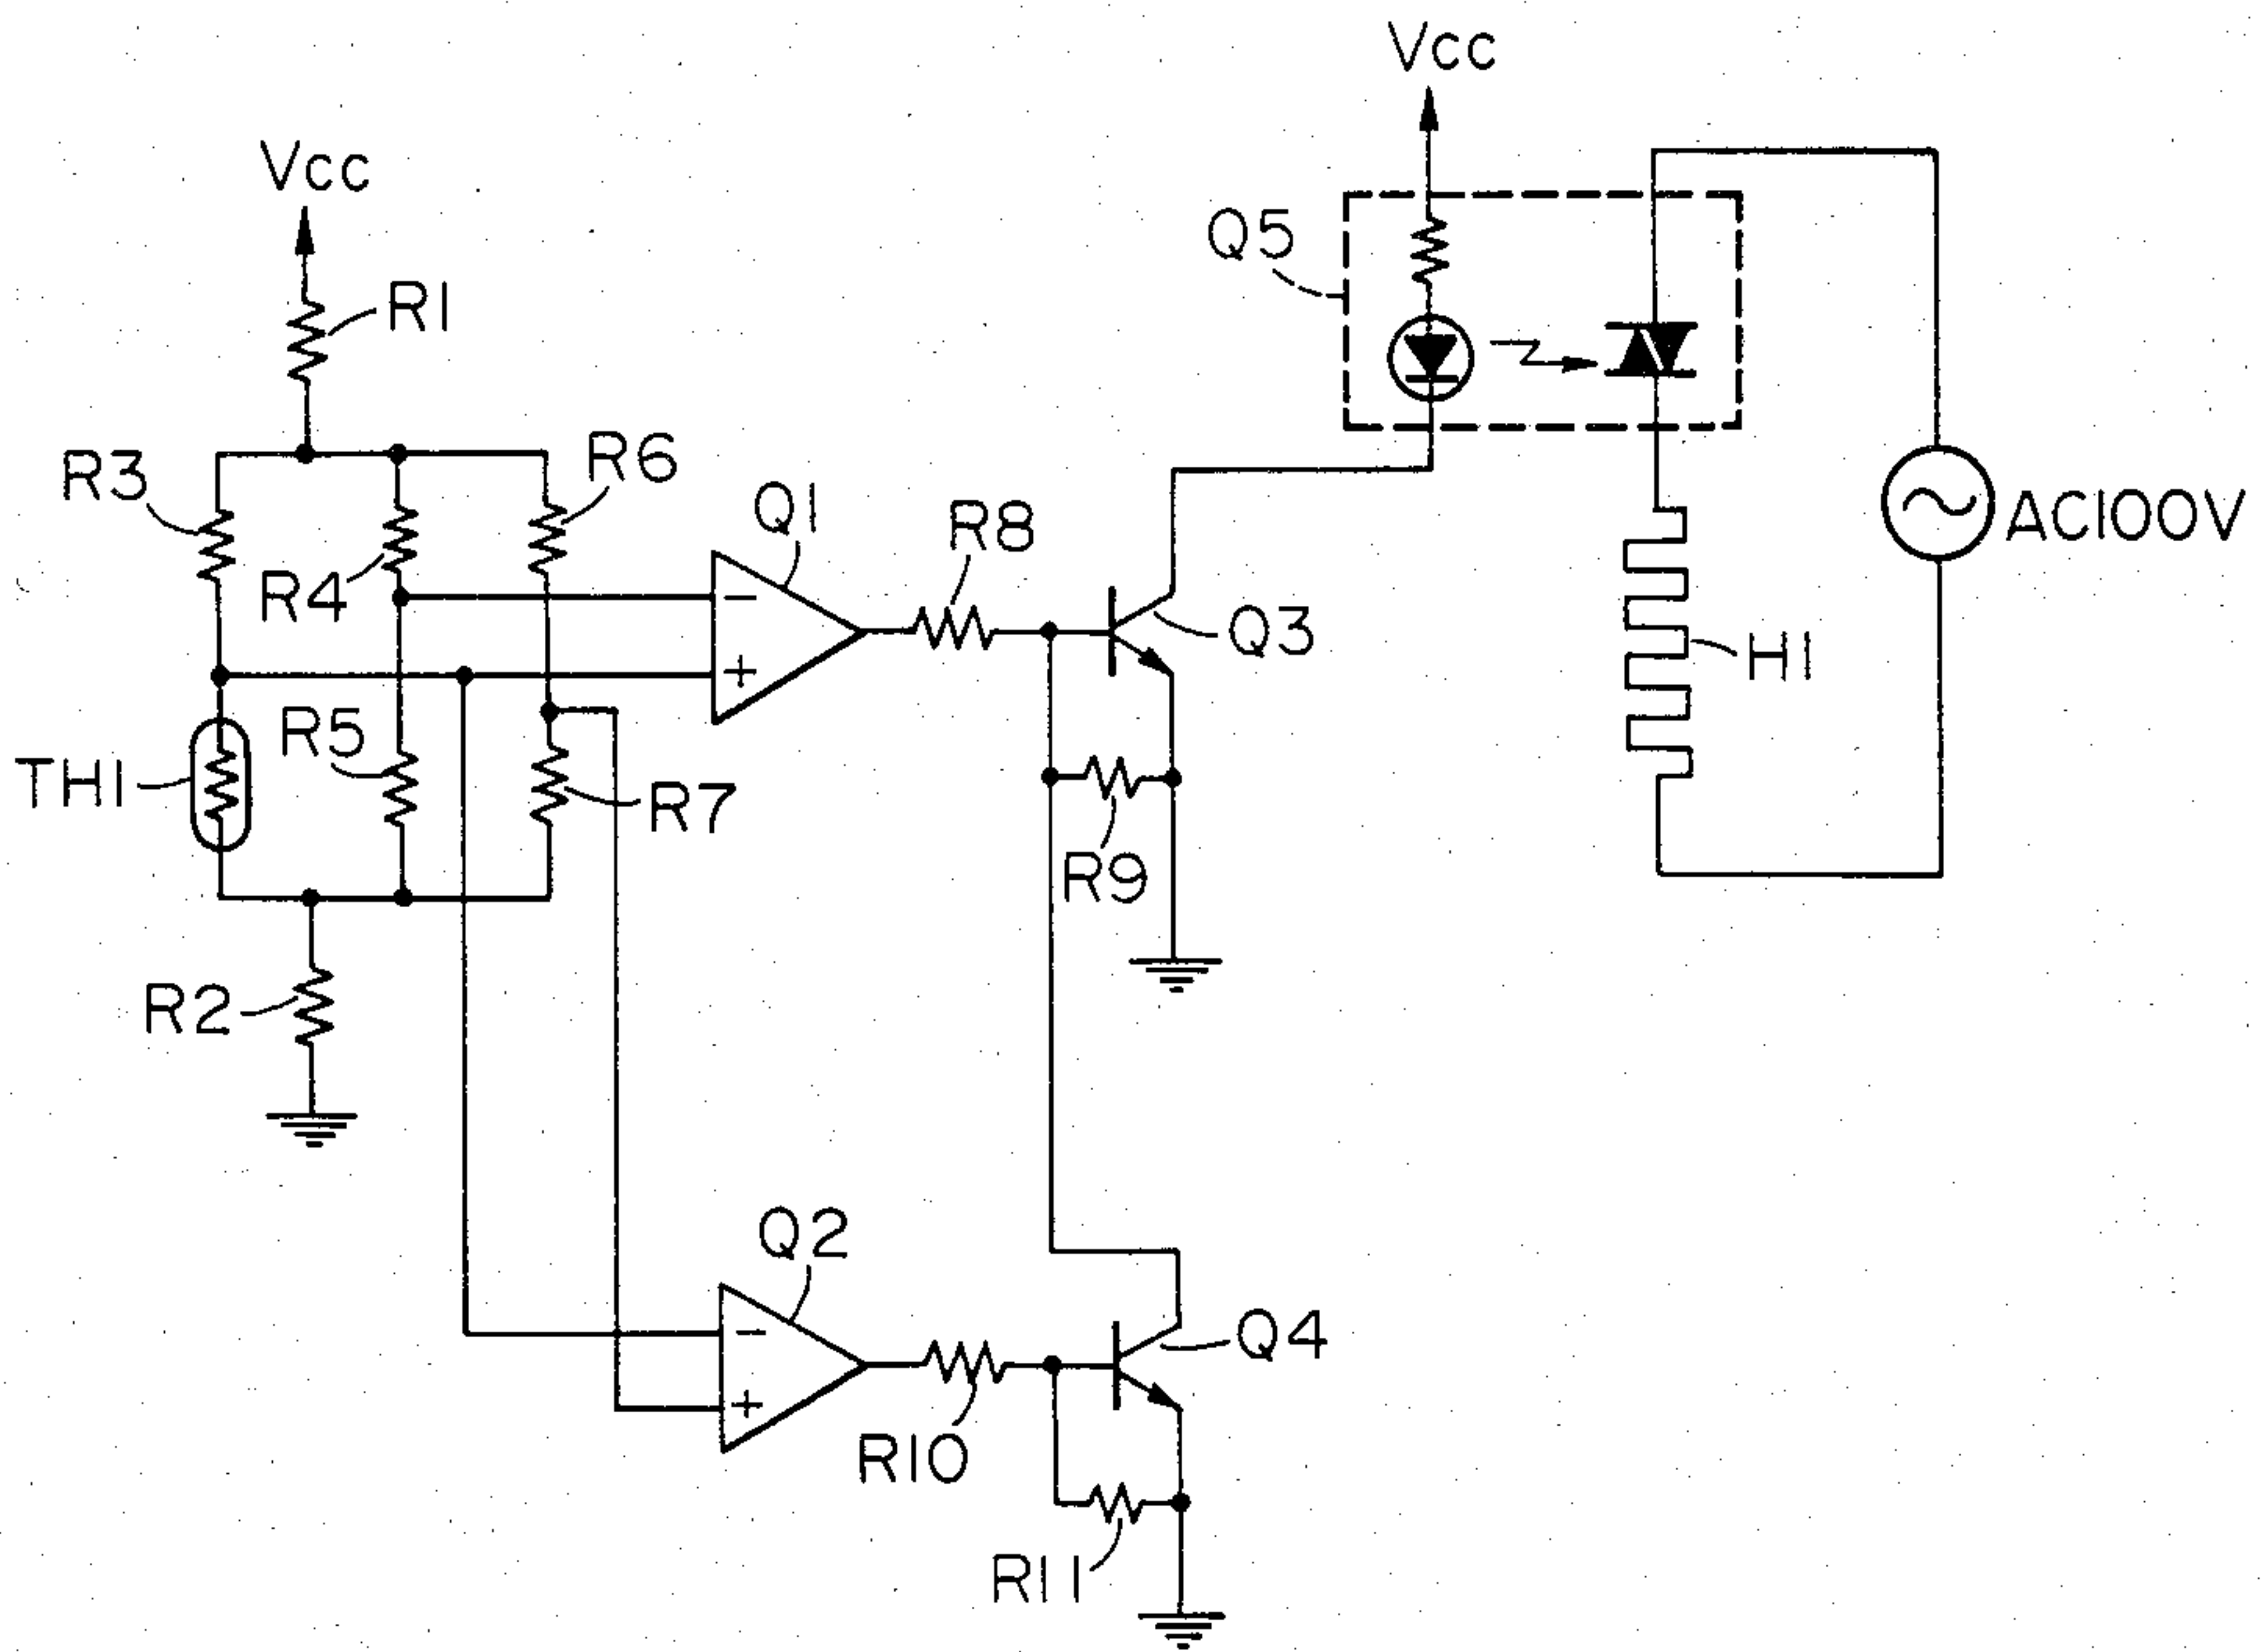 Vcc
Vcc
Q5
R1
R3
R6
Q1
R8
AC100V
R4
Q3
H1
R5
TH1
R7
R9
R2
Q2
Q4
R10
R11